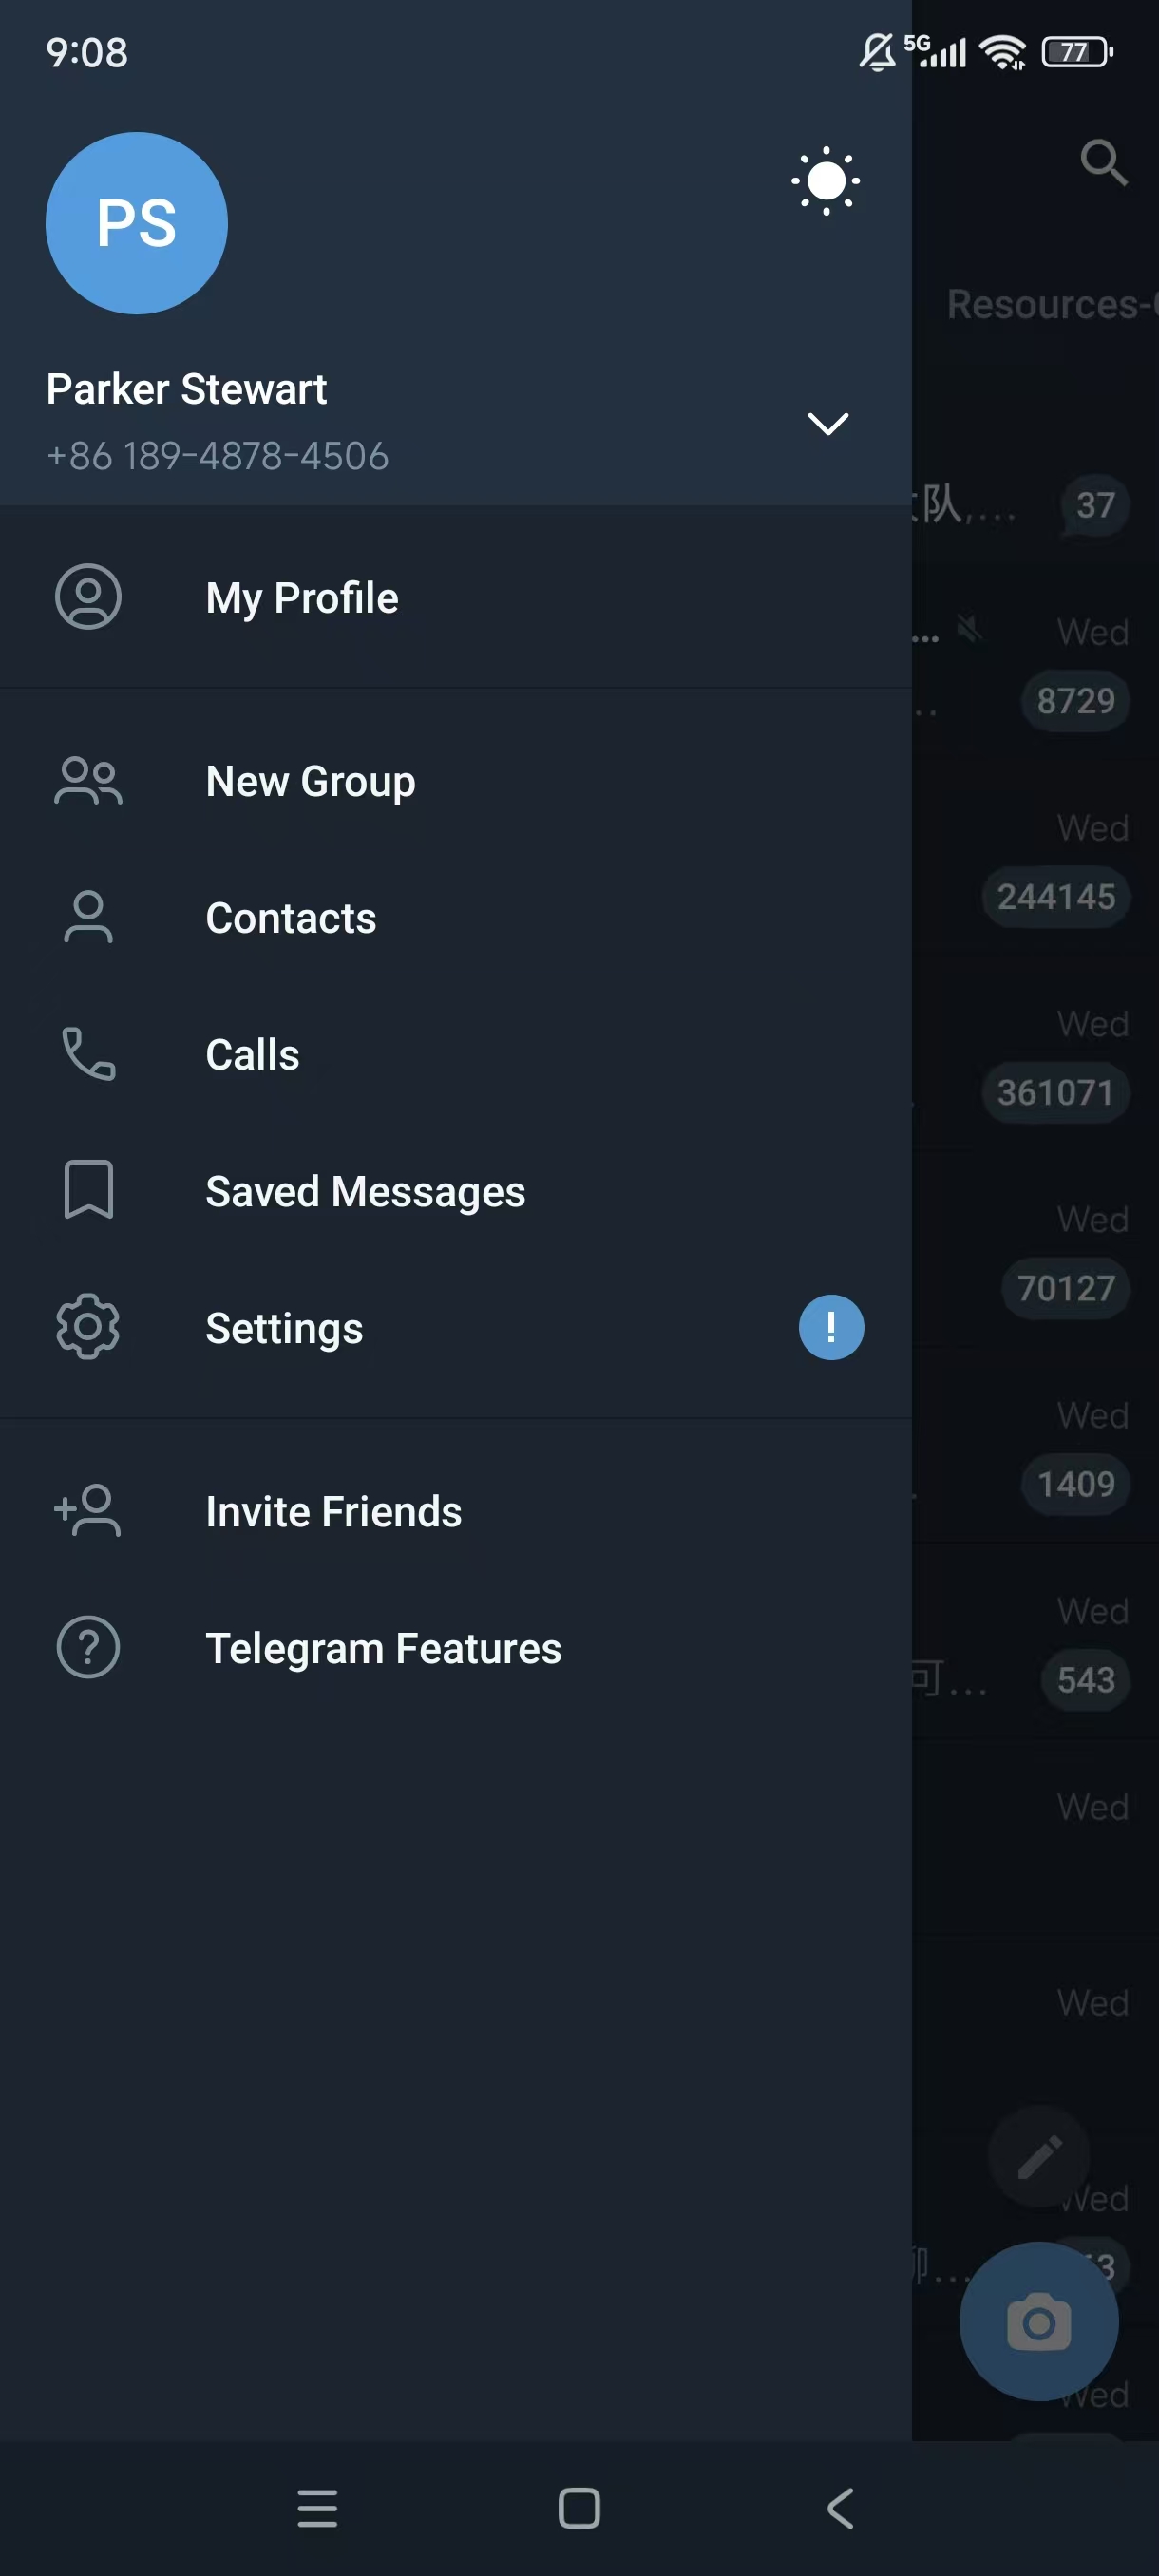 9:08
5G
77
PS
Resources-
Parker Stewart
+86 189-4878-4506
队,...
37
My Profile
...
Wed
..
8729
New Group
Wed
244145
Contacts
Wed
Calls
361071
Saved Messages
Wed
70127
Settings
!
Wed
1409
Invite Friends
Wed
Telegram Features
可...
543
Wed
Wed
Wed
...
3
Wed